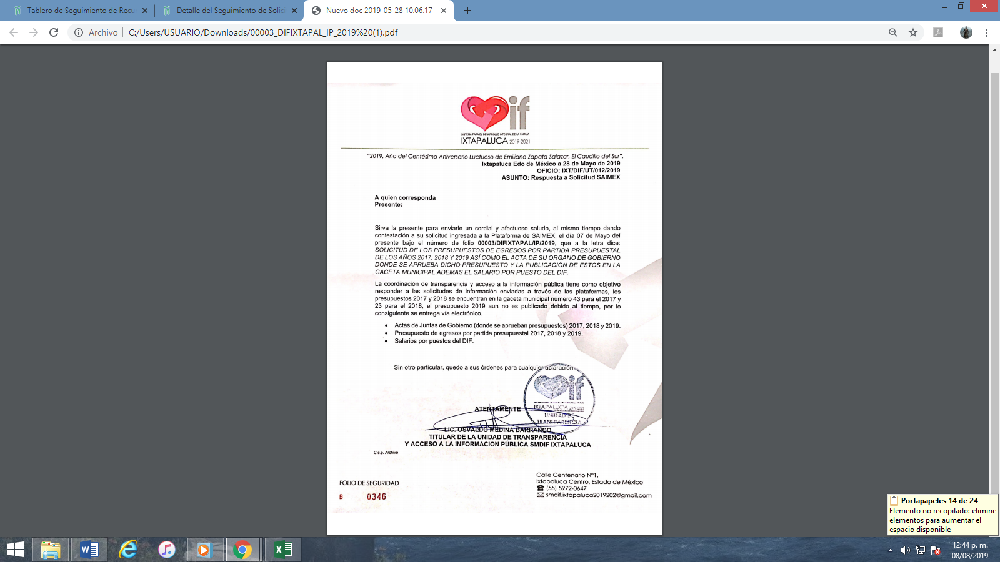 Tablero de Seguimiento de Recu
Detalle del Seguimiento de Solic
Nuevo doc 2019-05-28 10.06.17
Archivo
C:/Users/USUARIO/Downloads/00003_DIFIXTAPAL_IP_2019%20(1).pdf
if
SISTEMA PARA EL DESARROLLO INTEGRAL DE LA FAMILIA
IXTAPALUCA 2019-2021
"2019, Año del Centésimo Aniversario Luctuoso de Emiliano Zapata Salazar, El Caudillo del Sur".
Ixtapaluca Edo de México a 28 de Mayo de 2019
OFICIO: IXT/DIF/UT/012/2019
ASUNTO: Respuesta a Solicitud SAIMEX
A quien corresponda
Presente:
Sirva la presente para enviarle un cordial y afectuoso saludo, al mismo tiempo dando
contestación a su solicitud ingresada a la Plataforma de SAIMEX, el día 07 de Mayo del
presente bajo el número de folio 00003/DIFIXTAPAL/IP/2019, que a la letra dice:
SOLICITUD DE LOS PRESUPUESTOS DE EGRESOS POR PARTIDA PRESUPUESTAL
DE LOS AÑOS 2017, 2018 Y 2019 ASÍ COMO EL ACTA DE SU ORGANO DE GOBIERNO
DONDE SE APRUEBA DICHO PRESUPUESTO Y LA PUBLICACIÓN DE ESTOS EN LA
GACETA MUNICIPAL ADEMAS EL SALARIO POR PUESTO DEL DIF.
La coordinación de transparencia y acceso a la información pública tiene como objetivo
responder a las solicitudes de información enviadas a través de las plataformas, los
presupuestos 2017 y 2018 se encuentran en la gaceta municipal número 43 para el 2017 y
23 para el 2018, el presupuesto 2019 aun no es publicado debido al tiempo, por lo
consiguiente se entrega vía electrónico.
• Actas de Juntas de Gobierno (donde se aprueban presupuestos) 2017, 2018 y 2019.
• Presupuesto de egresos por partida presupuestal 2017, 2018 y 2019.
• Salarios por puestos del DIF.
Sin otro particular, quedo a sus órdenes para cualquier aclaración.
if
IXTAPALUCA 2019-2021
UNIDAD DE
TRANSPARENCIA
ATENTAMENTE
LIC. OSVALDO MEDINA BARRANCO
TITULAR DE LA UNIDAD DE TRANSPARENCIA
Y ACCESO A LA INFORMACION PÚBLICA SMDIF IXTAPALUCA
C.c.p. Archivo
Calle Centenario Nº1,
Ixtapaluca Centro, Estado de México
(55) 5972-0647
smdif.ixtapaluca2019202@gmail.com
FOLIO DE SEGURIDAD
B 0346
Portapapeles 14 de 24
Elemento no recopilado: elimine
elementos para aumentar el
espacio disponible
12:44 p. m.
08/08/2019